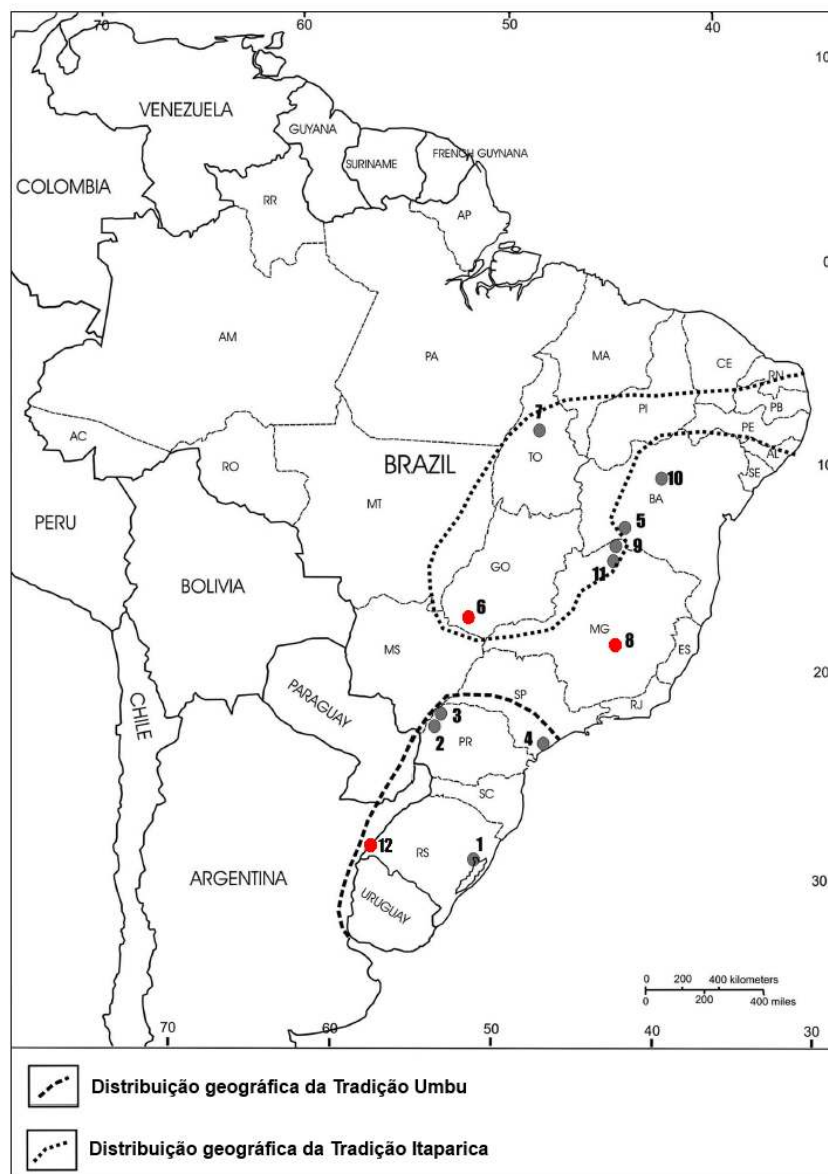 70
60
50
40
10
VENEZUELA
GUYANA
SURINAME
FRENCH GUYNANA
COLOMBIA
RR
AP
0
AM
PA
MA
CE
RN
PI
PB
7
PE
AC
TO
AL
10
RO
BRAZIL
SE
10
BA
MT
PERU
5
9
GO
11
BOLIVIA
6
MG
8
ES
MS
20
SP
RJ
PARAGUAY
3
CHILE
2
PR
4
SC
12
1
RS
ARGENTINA
30
URUGUAY
0 200 400 kilometers
0 200 400 miles
70
60
50
40
30
Distribuição geográfica da Tradição Umbu
Distribuição geográfica da Tradição Itaparica